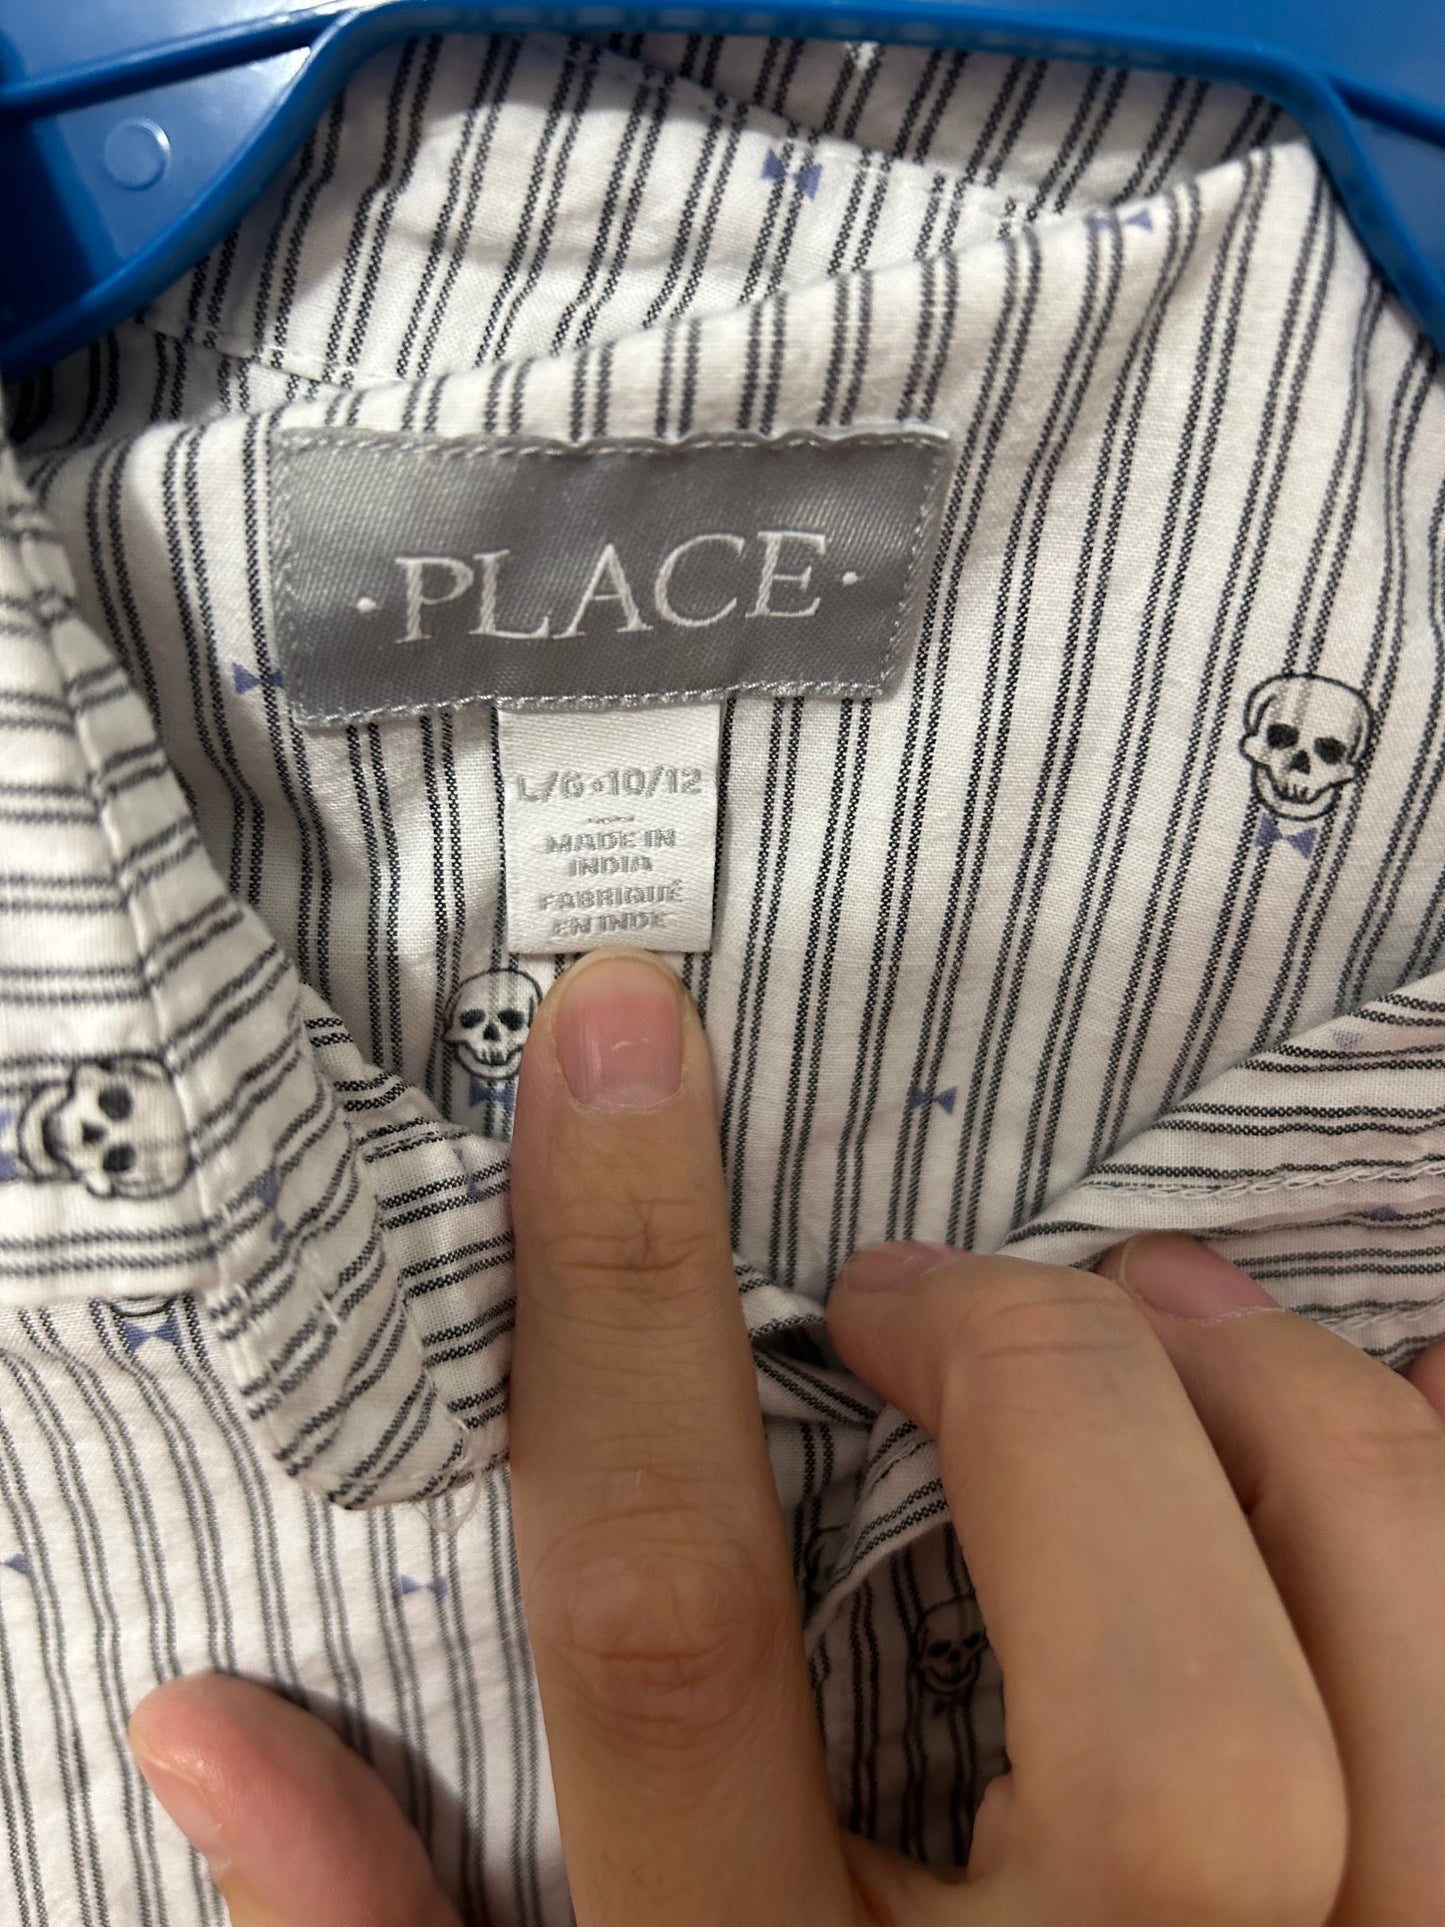 ·PLACE·
L/G•10/12
MADE IN
INDIA
FABRIQUÉ
EN INDE